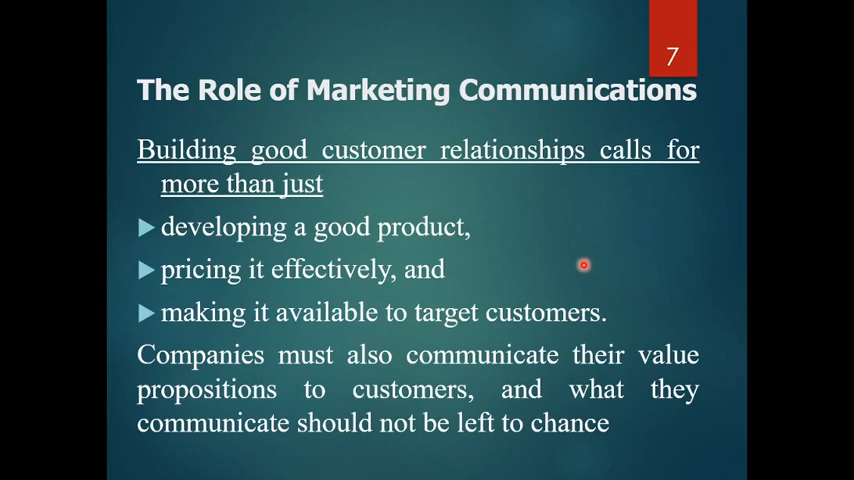 7
The Role of Marketing Communications
Building good customer relationships calls for
more than just
developing a good product,
pricing it effectively, and
making it available to target customers.
Companies must also communicate their value
propositions to customers, and what they
communicate should not be left to chance